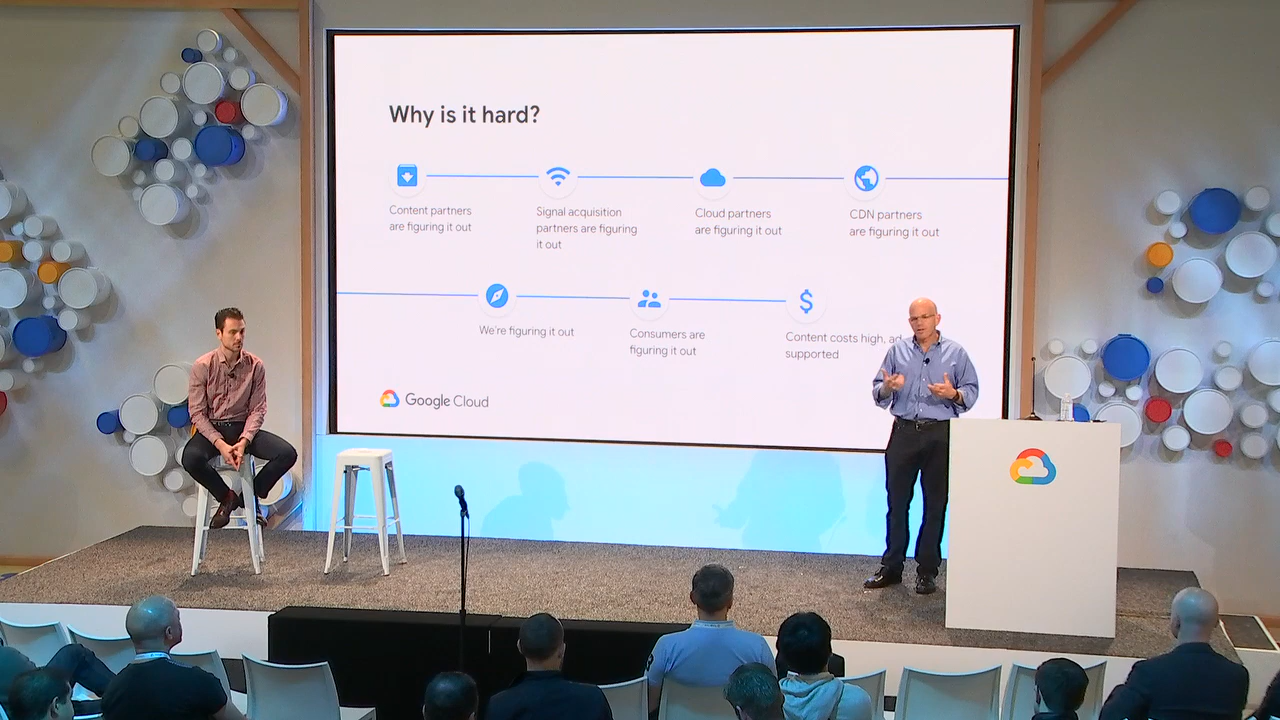 Why is it hard?
Content partners
are figuring it out
Signal acquisition
partners are figuring
it out
Cloud partners
are figuring it out
CDN partners
are figuring it out
We're figuring it out
Consumers are
figuring it out
Content costs high, ad
supported
Google Cloud